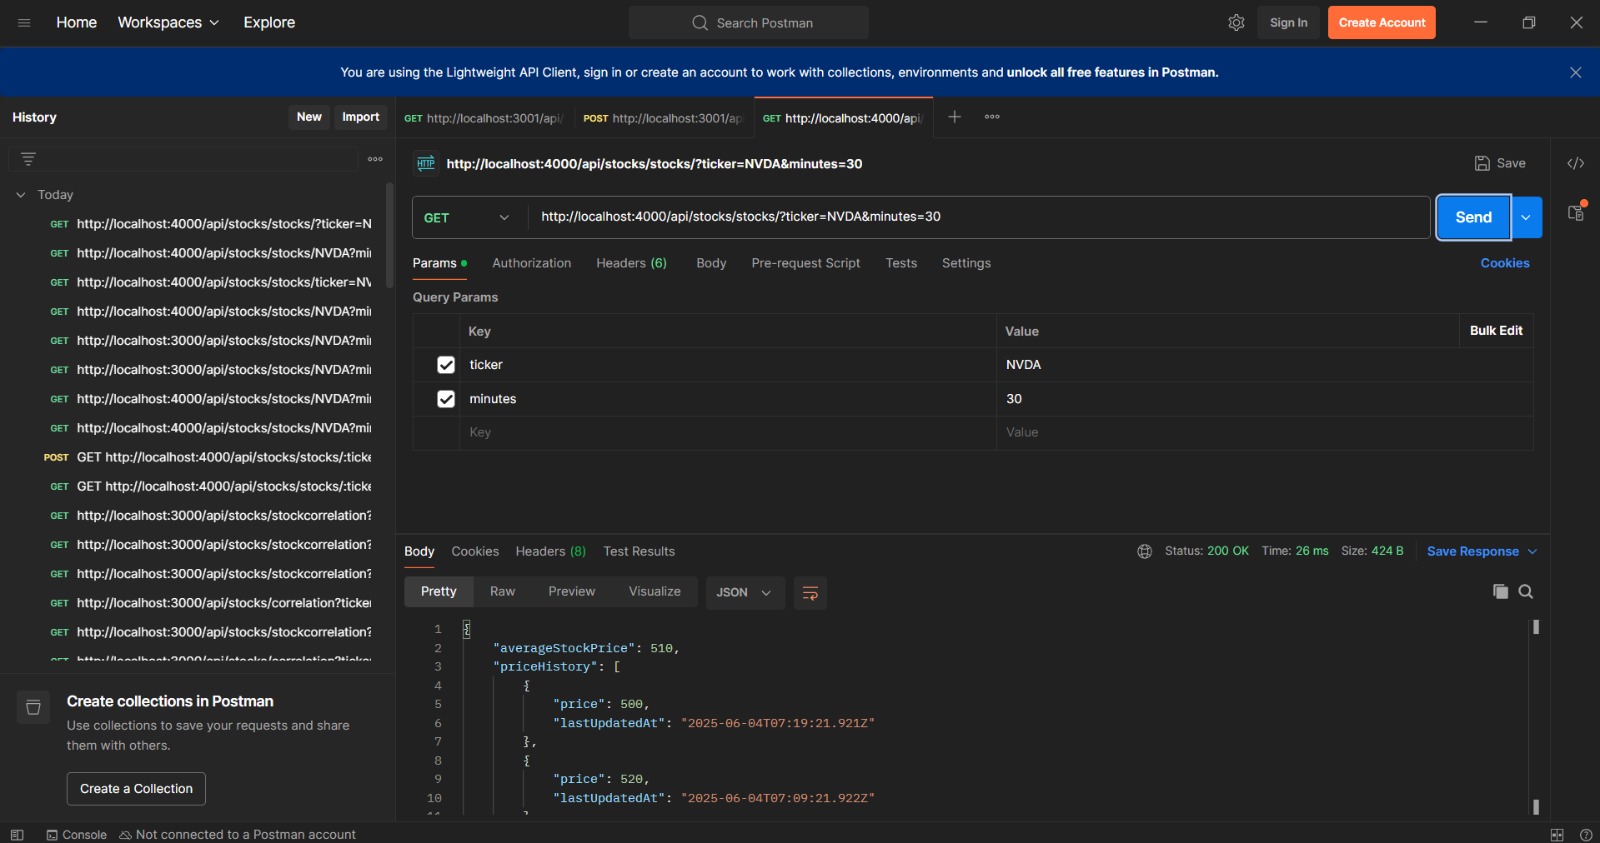 Home Workspaces Explore Search Postman Sign In Create Account
You are using the Lightweight API Client, sign in or create an account to work with collections, environments and unlock all free features in Postman.
History New Import
GET http://localhost:3001/api/ POST http://localhost:3001/ap GET http://localhost:4000/api/
HTTP http://localhost:4000/api/stocks/stocks/?ticker=NVDA&minutes=30 Save
Today
GET http://localhost:4000/api/stocks/stocks/?ticker=N
GET http://localhost:4000/api/stocks/stocks/NVDA?mi
GET http://localhost:4000/api/stocks/stocks/ticker=NV
GET http://localhost:4000/api/stocks/stocks/NVDA?mi
GET http://localhost:3000/api/stocks/stocks/NVDA?mi
GET http://localhost:3000/api/stocks/stocks/NVDA?mi
GET http://localhost:4000/api/stocks/stocks/NVDA?mi
GET http://localhost:4000/api/stocks/stocks/NVDA?mi
POST GET http://localhost:4000/api/stocks/stocks/:ticke
GET GET http://localhost:4000/api/stocks/stocks/:ticke
GET http://localhost:3000/api/stocks/stockcorrelation?
GET http://localhost:3000/api/stocks/stockcorrelation?
GET http://localhost:3000/api/stocks/stockcorrelation?
GET http://localhost:3000/api/stocks/correlation?ticker
GET http://localhost:3000/api/stocks/stockcorrelation?
Create collections in Postman
Use collections to save your requests and share
them with others.
Create a Collection
GET http://localhost:4000/api/stocks/stocks/?ticker=NVDA&minutes=30 Send
Params Authorization Headers (6) Body Pre-request Script Tests Settings Cookies
Query Params
Key Value Bulk Edit
ticker NVDA
minutes 30
Key Value
Body Cookies Headers (8) Test Results Status: 200 OK Time: 26 ms Size: 424 B Save Response
Pretty Raw Preview Visualize JSON
1 {
2 "averageStockPrice": 510,
3 "priceHistory": [
4 {
5 "price": 500,
6 "lastUpdatedAt": "2025-06-04T07:19:21.921Z"
7 },
8 {
9 "price": 520,
10 "lastUpdatedAt": "2025-06-04T07:09:21.922Z"
Console Not connected to a Postman account